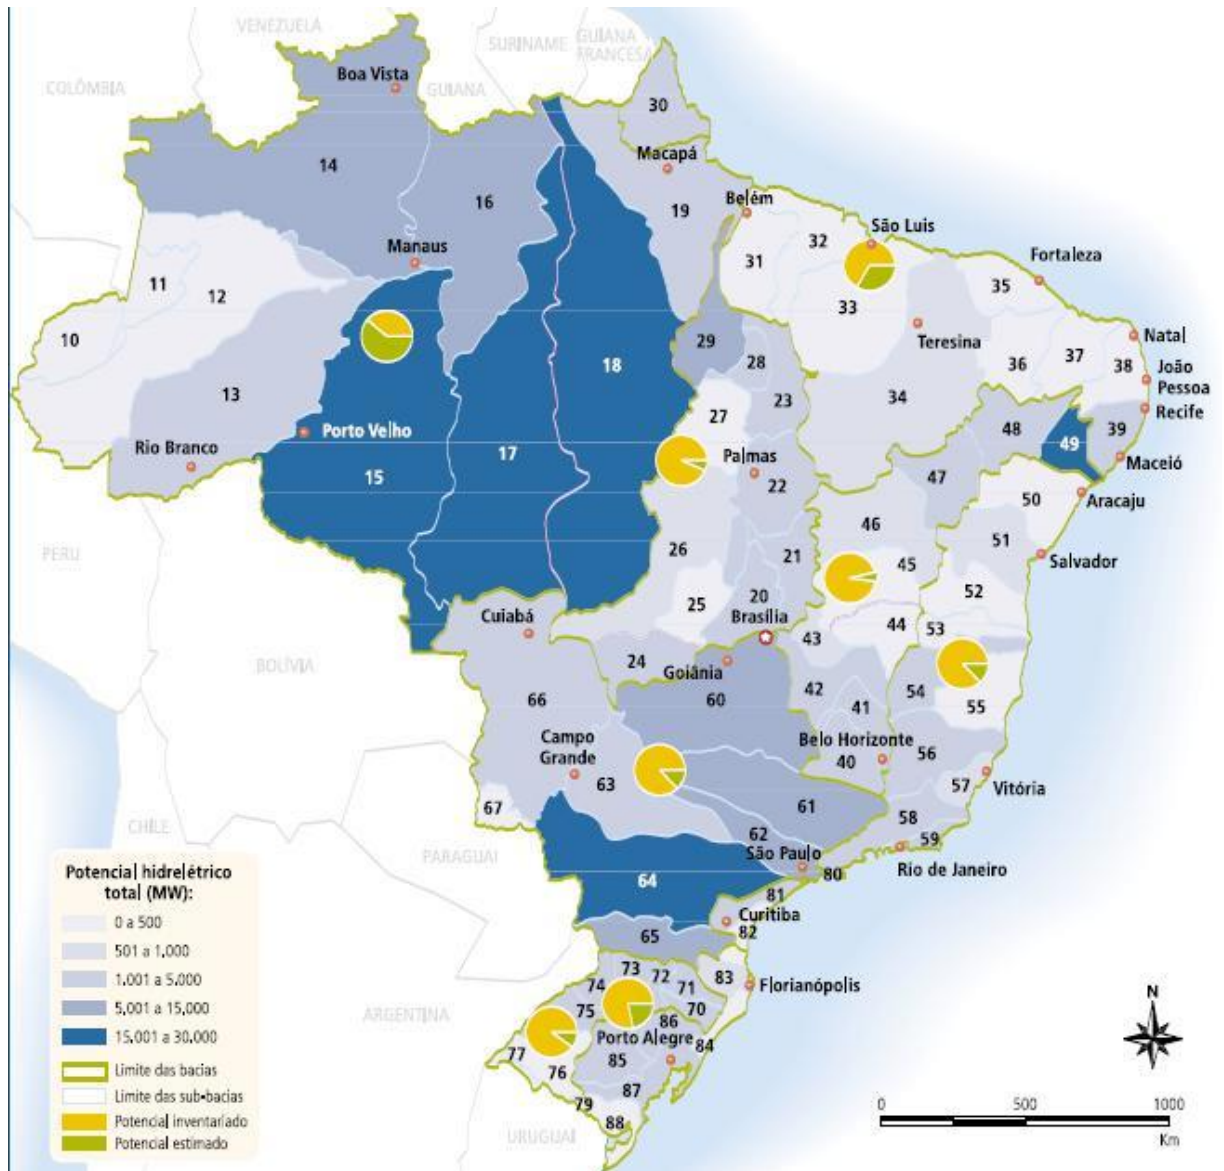 VENEZUELA
SURINAME
GUIANA
FRANCESA
COLÔMBIA
Boa Vista
GUIANA
30
Macapá
14
16
19
Belém
32
São Luis
Manaus
31
Fortaleza
11
12
35
33
10
29
Teresina
Natal
28
18
36
37
38
João
Pessoa
13
27
23
34
Recife
Porto Velho
48
49
39
Rio Branco
17
Palmas
Maceió
15
22
47
50
Aracaju
46
PERU
26
21
45
51
Salvador
52
25
20
Cuiabá
Brasília
43
44
53
BOLÍVIA
24
Goiânia
42
54
66
60
41
55
Campo
Grande
Belo Horizonte
56
40
63
57
Vitória
67
61
58
CHILE
62
59
PARAGUAI
São Paulo
80
Rio de Janeiro
64
81
Curitiba
82
65
73
72
83
74
71
Florianópolis
75
70
ARGENTINA
86
Porto Alegre
84
77
85
76
87
79
88
URUGUAI
Potencial hidrelétrico
total (MW):
0 a 500
501 a 1.000
1.001 a 5.000
5.001 a 15.000
15.001 a 30.000
Limite das bacias
Limite das sub-bacias
Potencial inventariado
Potencial estimado
N
0 500 1000
Km